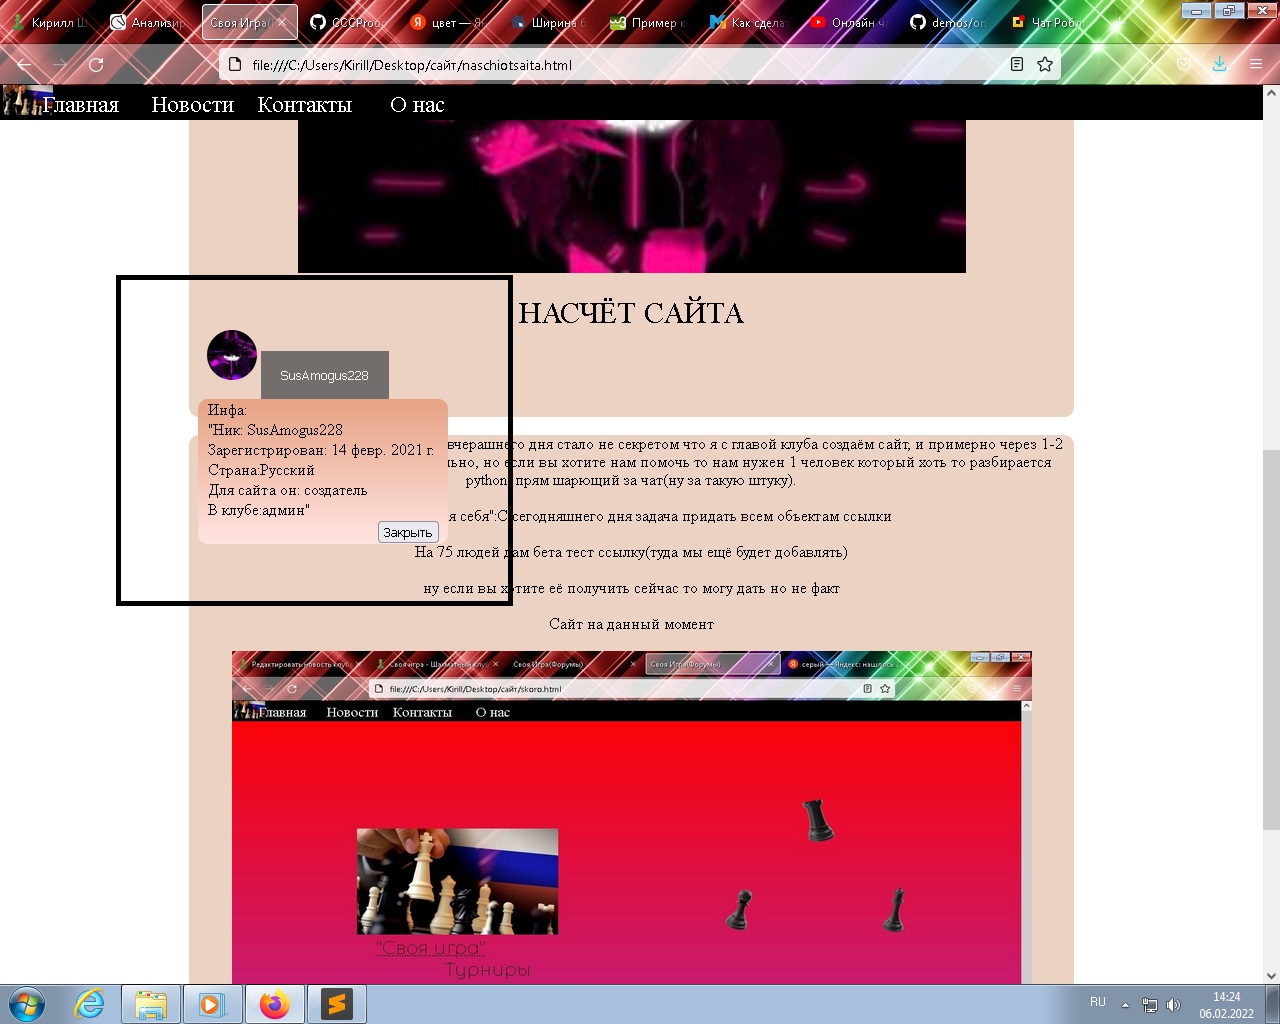 Кирилл Ш
Анализир
Своя Игра(
CCCProo
цвет — Ян
Ширина б
Пример к
Как сдела
Онлайн ч
demos/on
Чат Робл
file:///C:/Users/Kirill/Desktop/сайт/naschiotsaita.html
Главная Новости Контакты О нас
НАСЧЁТ САЙТА
SusAmogus228
Инфа:
"Ник: SusAmogus228
Зарегистрирован: 14 февр. 2021 г.
Страна:Русский
Для сайта он: создатель
В клубе:админ"
Закрыть
вчерашнего дня стало не секретом что я с главой клуба создаём сайт, и примерно через 1-2
но, но если вы хотите нам помочь то нам нужен 1 человек который хоть то разбирается
python, прям шарющий за чат(ну за такую штуку).
я себя":С сегодняшнего дня задача придать всем объектам ссылки
На 75 людей дам бета тест ссылку(туда мы ещё будет добавлять)
ну если вы хотите её получить сейчас то могу дать но не факт
Сайт на данный момент
Редактировать новость клуб
Своя игра - Шахматный клуб
Своя Игра(Форумы)
Своя Игра(Форумы)
серый — Яндекс: нашлось
file:///C:/Users/Kirill/Desktop/сайт/skoro.html
Главная Новости Контакты О нас
"Своя игра"
Турниры
RU
14:24
06.02.2022